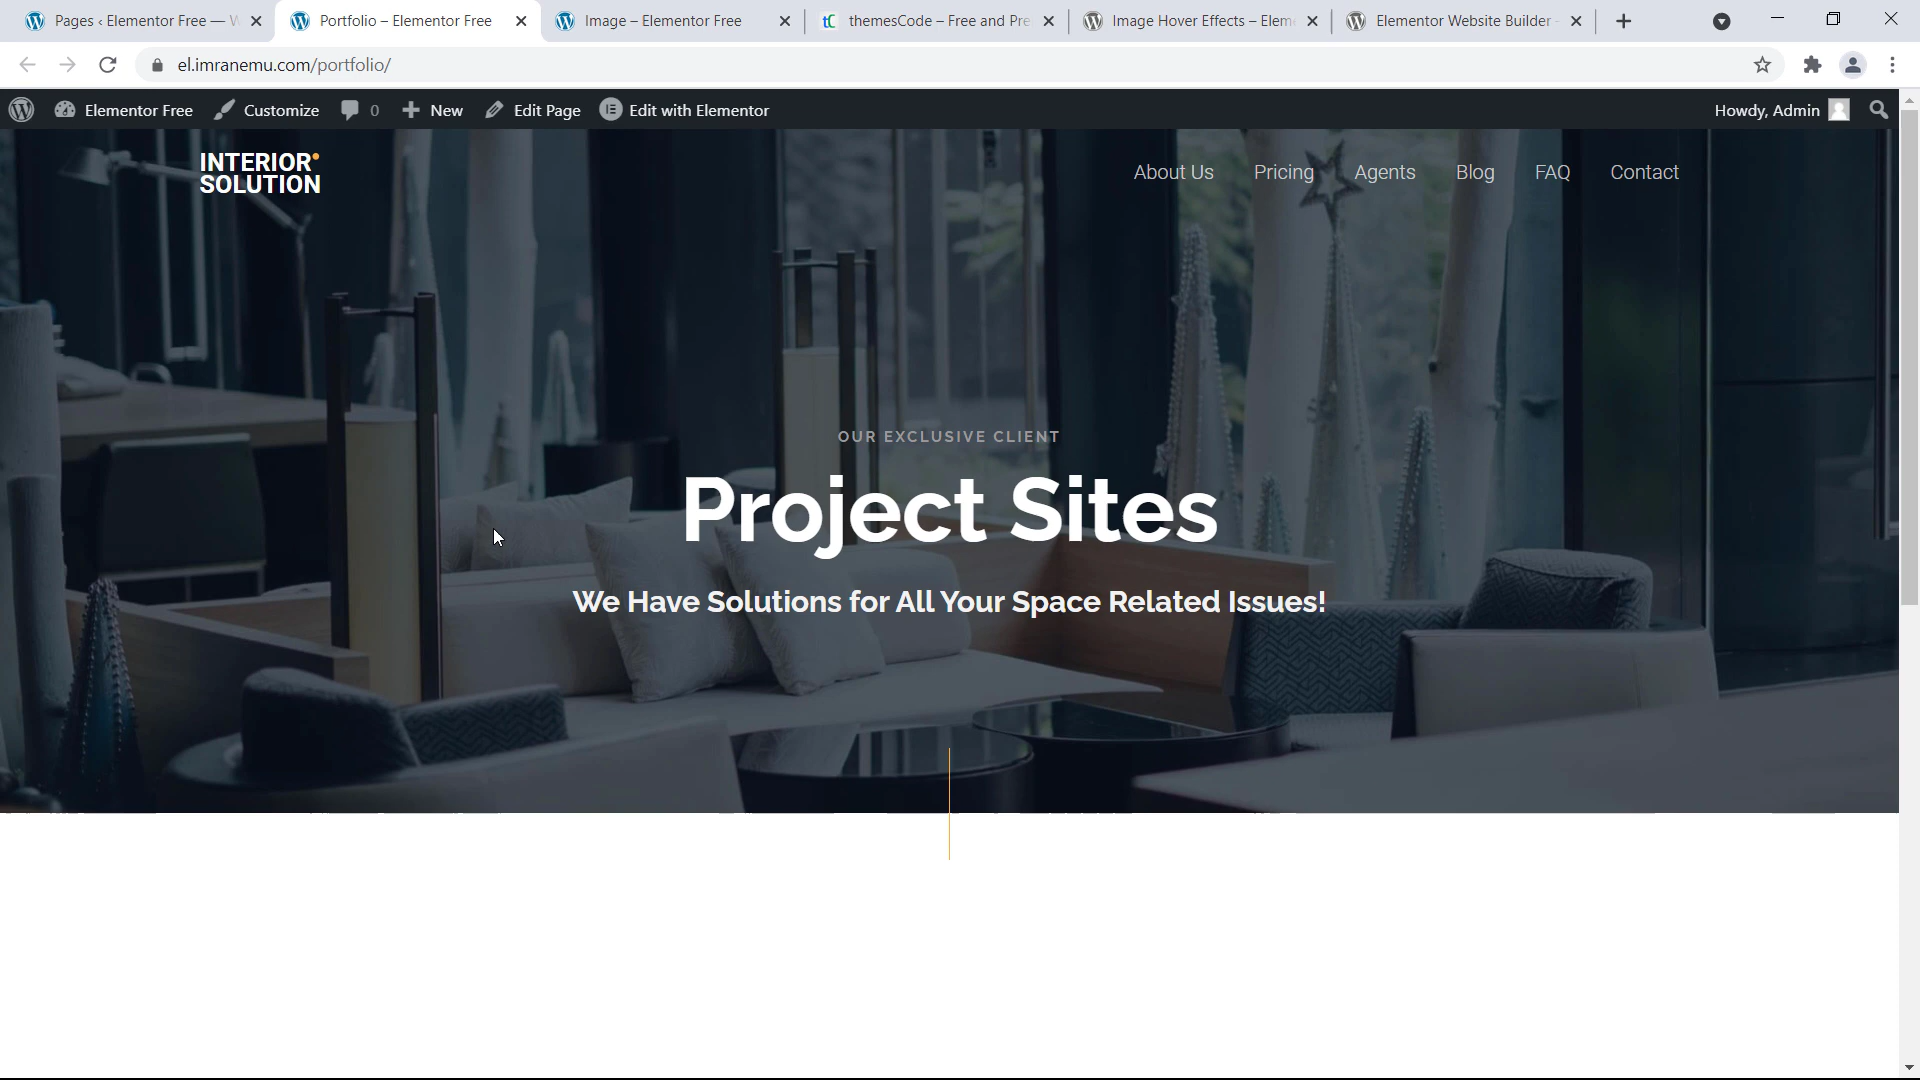 Pages ‹ Elementor Free — W
Portfolio – Elementor Free
Image – Elementor Free
themesCode – Free and Pre
Image Hover Effects – Elem
Elementor Website Builder –
el.imranemu.com/portfolio/
Elementor Free
Customize
0
New
Edit Page
Edit with Elementor
Howdy, Admin
INTERIOR
SOLUTION
About Us
Pricing
Agents
Blog
FAQ
Contact
OUR EXCLUSIVE CLIENT
Project Sites
We Have Solutions for All Your Space Related Issues!